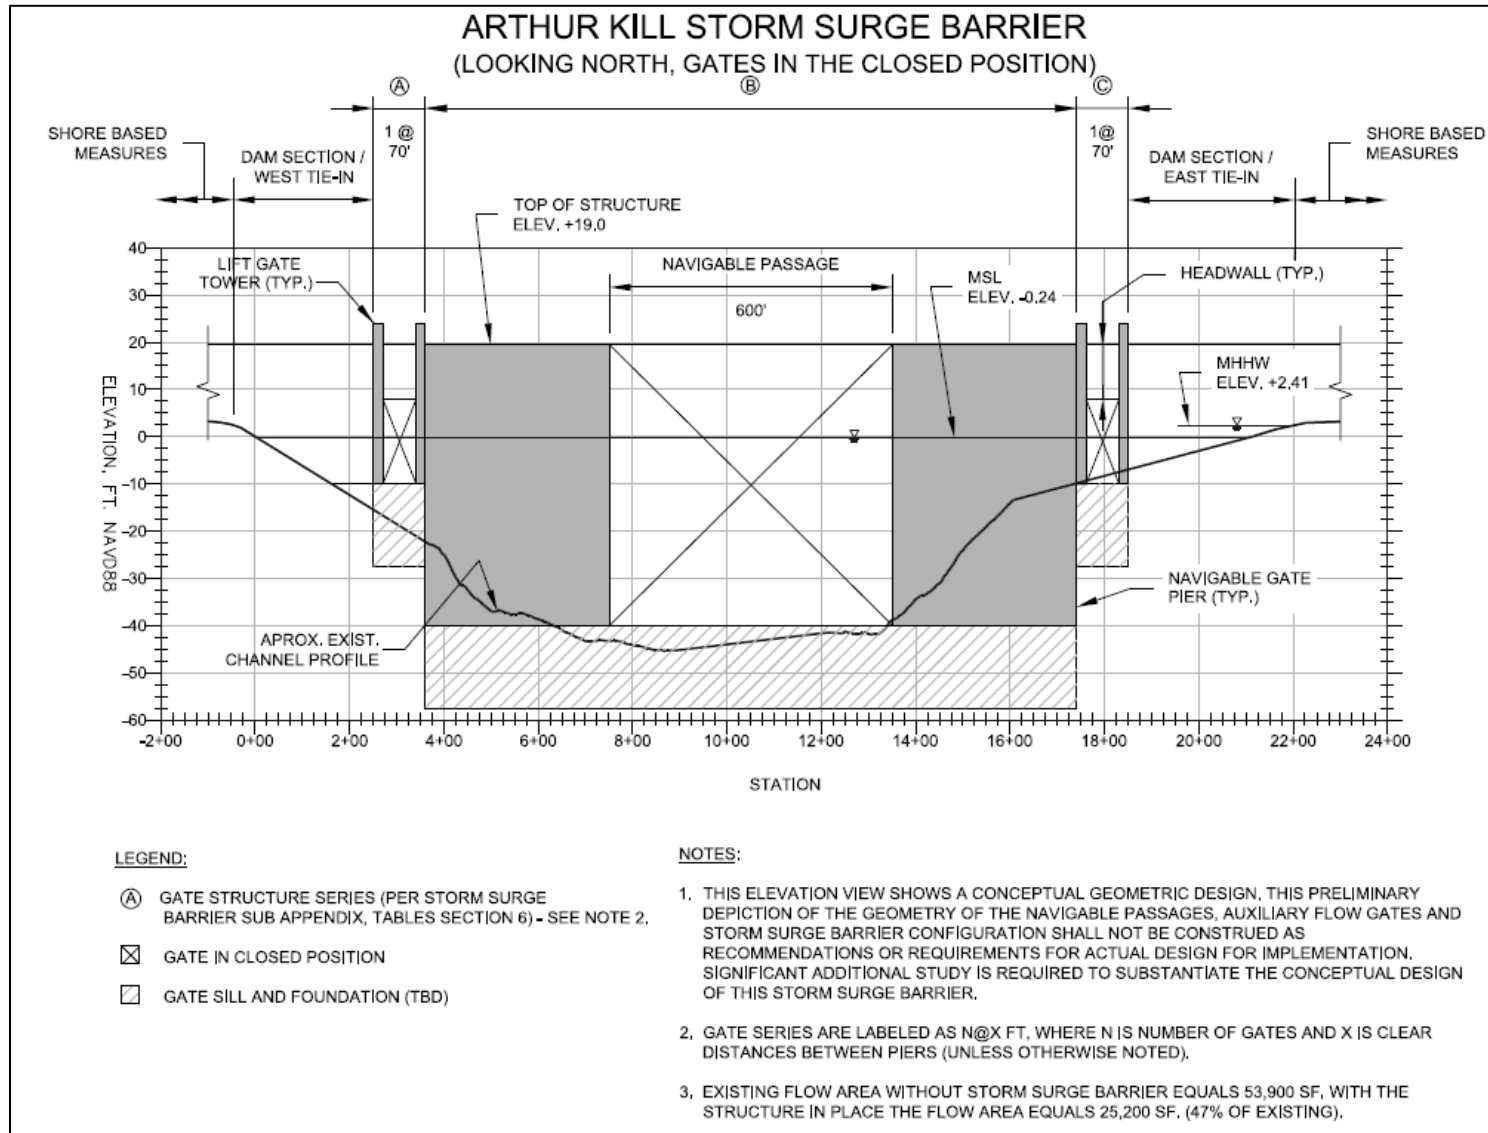 ARTHUR KILL STORM SURGE BARRIER
(LOOKING NORTH, GATES IN THE CLOSED POSITION)
A
B
C
1 @
70'
1@
70'
SHORE BASED
MEASURES
DAM SECTION /
WEST TIE-IN
DAM SECTION /
EAST TIE-IN
SHORE BASED
MEASURES
TOP OF STRUCTURE
ELEV. +19.0
LIFT GATE
TOWER (TYP.)
NAVIGABLE PASSAGE
600'
MSL
ELEV. -0.24
HEADWALL (TYP.)
MHHW
ELEV. +2.41
ELEVATION, FT. NAVD88
40
30
20
10
0
-10
-20
-30
-40
-50
-60
APROX. EXIST.
CHANNEL PROFILE
NAVIGABLE GATE
PIER (TYP.)
-2+00 0+00 2+00 4+00 6+00 8+00 10+00 12+00 14+00 16+00 18+00 20+00 22+00 24+00
STATION
LEGEND:
A GATE STRUCTURE SERIES (PER STORM SURGE
BARRIER SUB APPENDIX, TABLES SECTION 6) - SEE NOTE 2.
GATE IN CLOSED POSITION
GATE SILL AND FOUNDATION (TBD)
NOTES:
1. THIS ELEVATION VIEW SHOWS A CONCEPTUAL GEOMETRIC DESIGN. THIS PRELIMINARY
DEPICTION OF THE GEOMETRY OF THE NAVIGABLE PASSAGES, AUXILIARY FLOW GATES AND
STORM SURGE BARRIER CONFIGURATION SHALL NOT BE CONSTRUED AS
RECOMMENDATIONS OR REQUIREMENTS FOR ACTUAL DESIGN FOR IMPLEMENTATION.
SIGNIFICANT ADDITIONAL STUDY IS REQUIRED TO SUBSTANTIATE THE CONCEPTUAL DESIGN
OF THIS STORM SURGE BARRIER.
2. GATE SERIES ARE LABELED AS N@X FT, WHERE N IS NUMBER OF GATES AND X IS CLEAR
DISTANCES BETWEEN PIERS (UNLESS OTHERWISE NOTED).
3. EXISTING FLOW AREA WITHOUT STORM SURGE BARRIER EQUALS 53,900 SF, WITH THE
STRUCTURE IN PLACE THE FLOW AREA EQUALS 25,200 SF. (47% OF EXISTING).